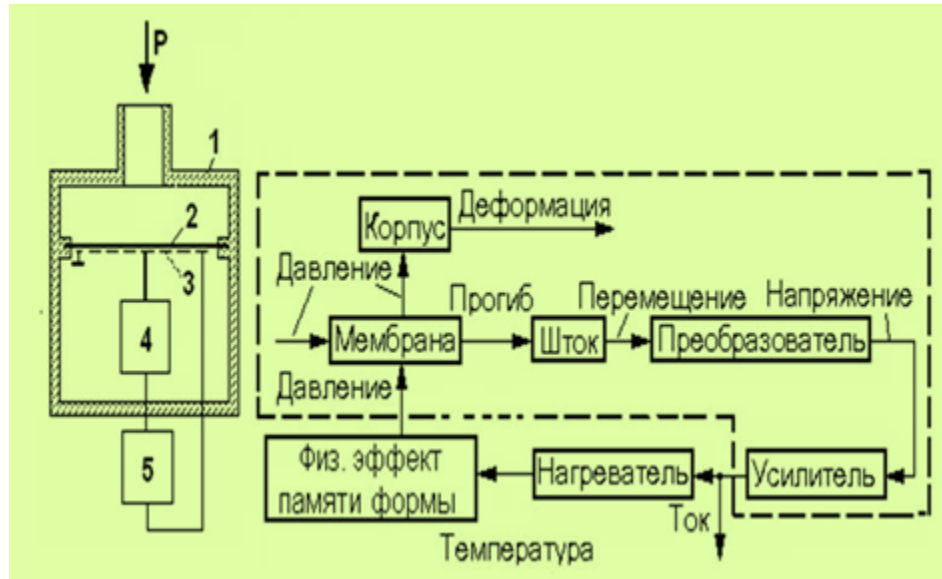 P
1
2
3
4
5
Корпус
Деформация
Давление
Прогиб
Перемещение
Напряжение
Мембрана
Шток
Преобразователь
Давление
Физ. эффект
памяти формы
Нагреватель
Усилитель
Ток
Температура